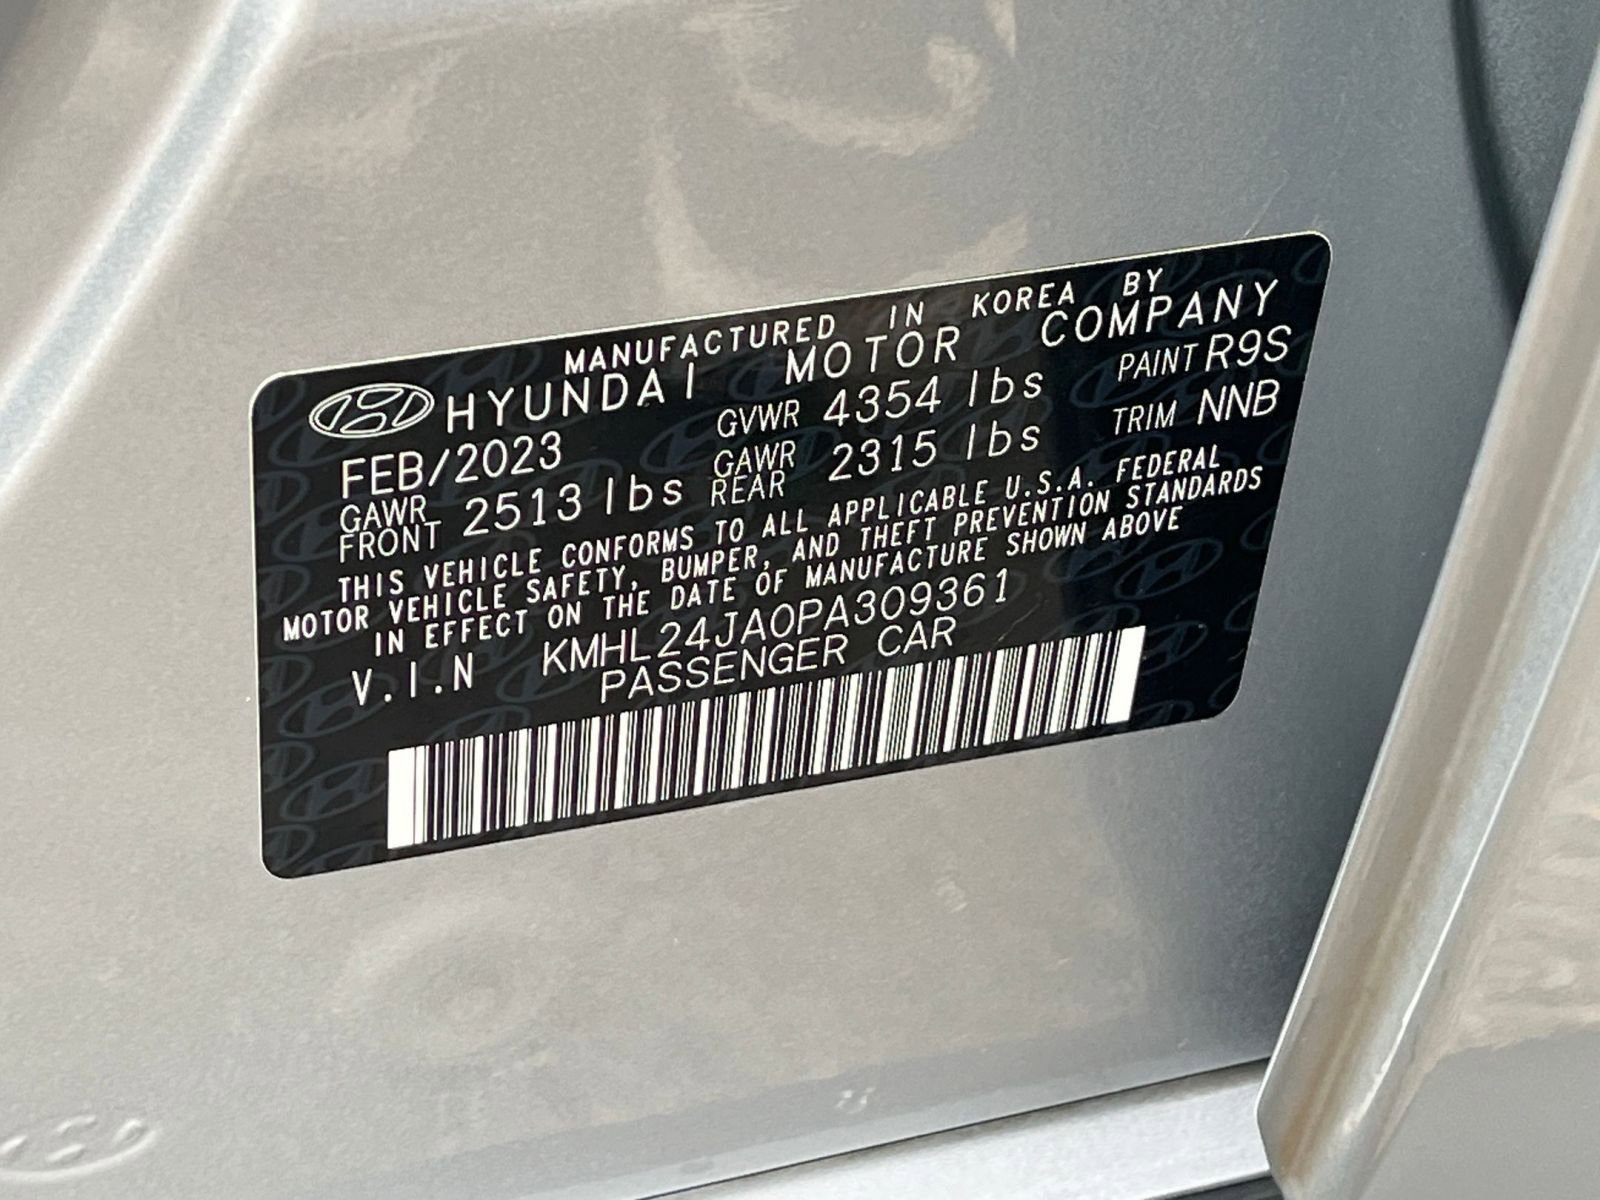 MANUFACTURED IN KOREA BY
HYUNDAI MOTOR COMPANY
FEB/2023 GVWR 4354 lbs PAINT R9S
GAWR FRONT 2513 lbs GAWR REAR 2315 lbs TRIM NNB
THIS VEHICLE CONFORMS TO ALL APPLICABLE U.S.A. FEDERAL
MOTOR VEHICLE SAFETY, BUMPER, AND THEFT PREVENTION STANDARDS
IN EFFECT ON THE DATE OF MANUFACTURE SHOWN ABOVE
V.I.N KMHL24JA0PA309361
PASSENGER CAR